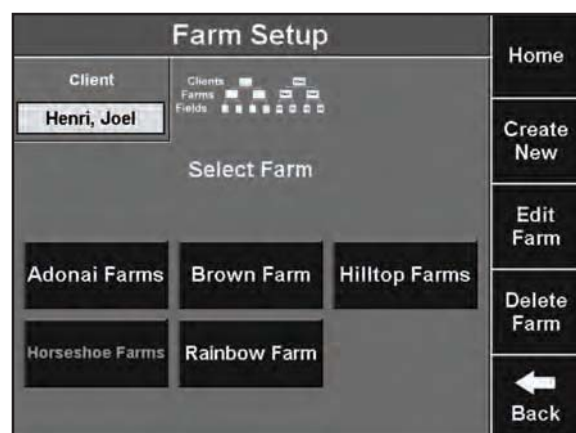 Farm Setup
Client
Henri, Joel
Clients
Farms
Fields
Select Farm
Adonai Farms
Brown Farm
Hilltop Farms
Horseshoe Farms
Rainbow Farm
Home
Create
New
Edit
Farm
Delete
Farm
Back